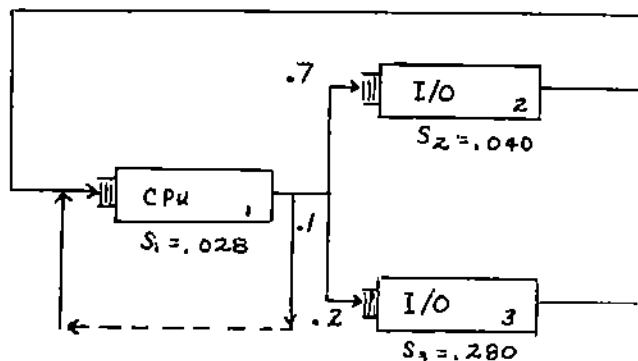 .7
I/O 2
S₂ = .040
CPU 1
S₁ = .028
.1
.2
I/O 3
S₃ = .280